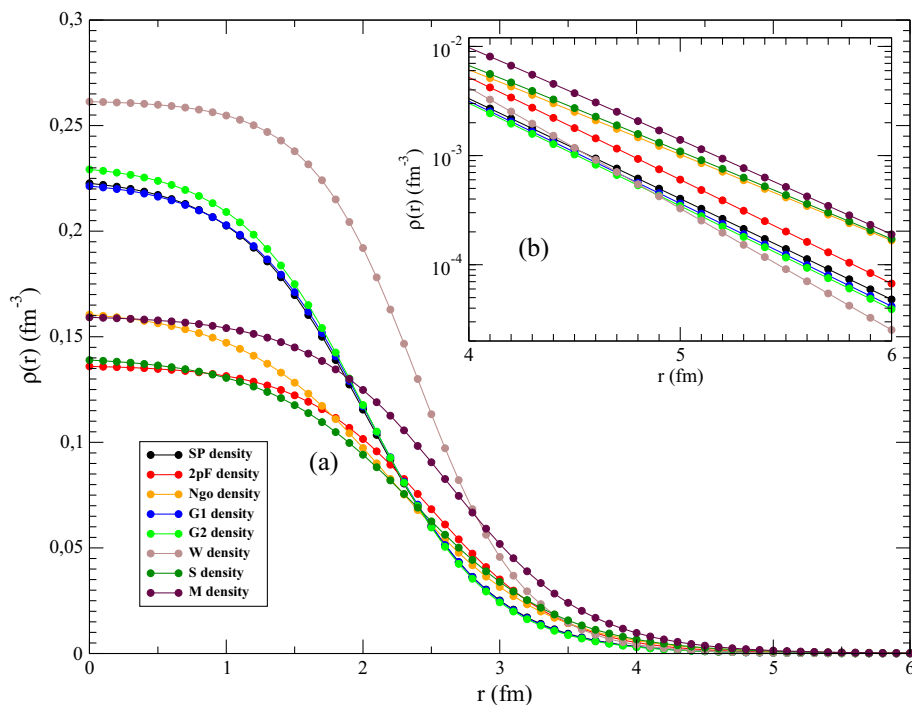 0,3
0,25
0,2
0,15
0,1
0,05
0
ρ(r) (fm⁻³)
0
1
2
3
4
5
6
r (fm)
(a)
SP density
2pF density
Ngo density
G1 density
G2 density
W density
S density
M density
10⁻²
10⁻³
10⁻⁴
ρ(r) (fm⁻³)
(b)
4
5
6
r (fm)